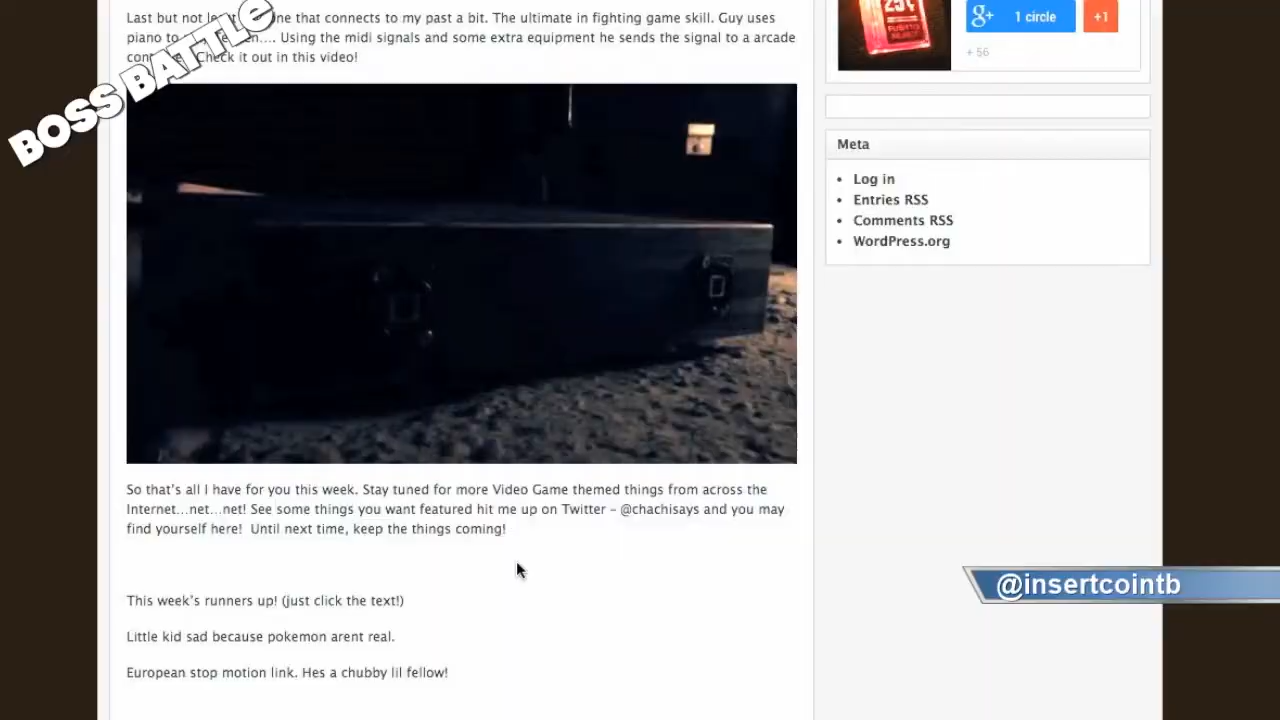 Last but not one that connects to my past a bit. The ultimate in fighting game skill. Guy uses
piano to Using the midi signals and some extra equipment he sends the signal to a arcade
Check it out in this video!
BOSS BATTLE
So that's all I have for you this week. Stay tuned for more Video Game themed things from across the
Internet...net...net! See some things you want featured hit me up on Twitter – @chachisays and you may
find yourself here!  Until next time, keep the things coming!
This week's runners up! (just click the text!)
Little kid sad because pokemon arent real.
European stop motion link. Hes a chubby lil fellow!
25¢
g+ 1 circle +1
+ 56
Meta
• Log in
• Entries RSS
• Comments RSS
• WordPress.org
@insertcointb